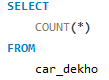 SELECT
COUNT(*)
FROM
car_dekho